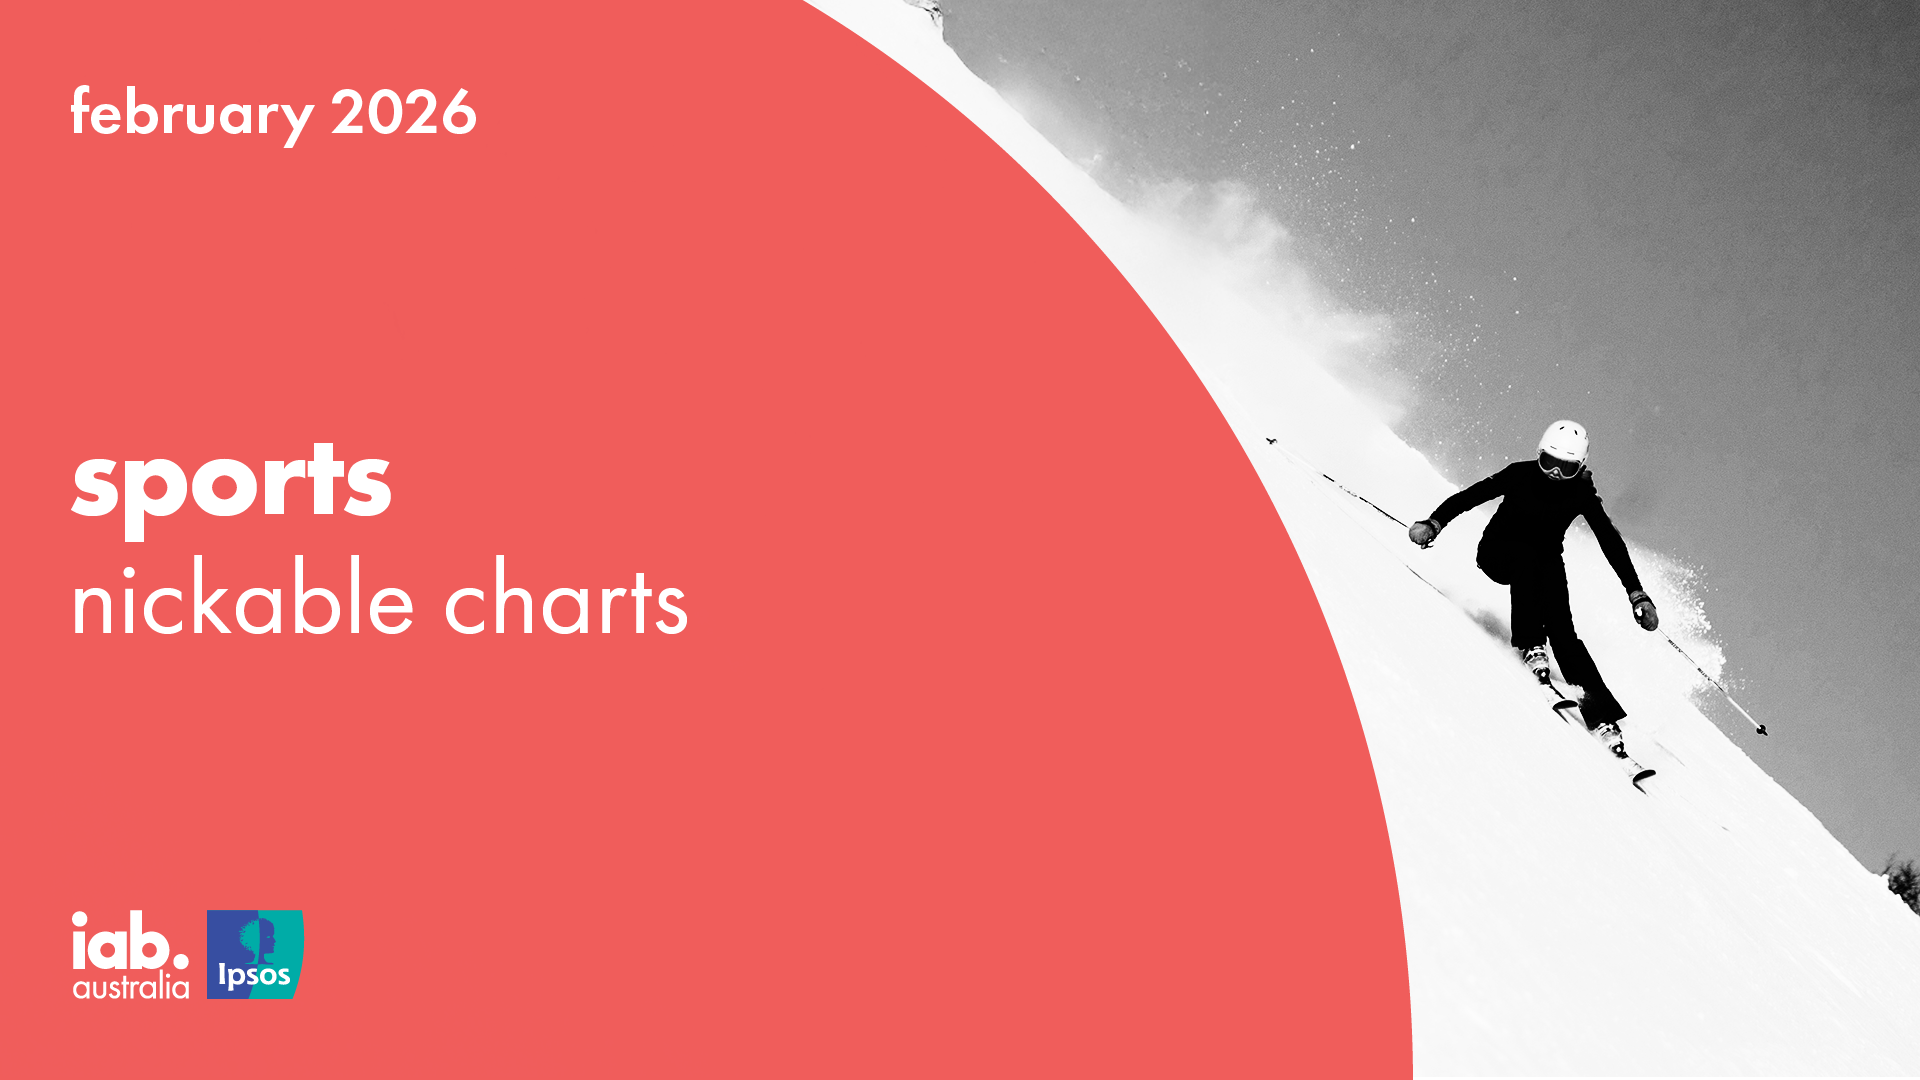 february 2026
sports
nickable charts
iab.
australia
Ipsos